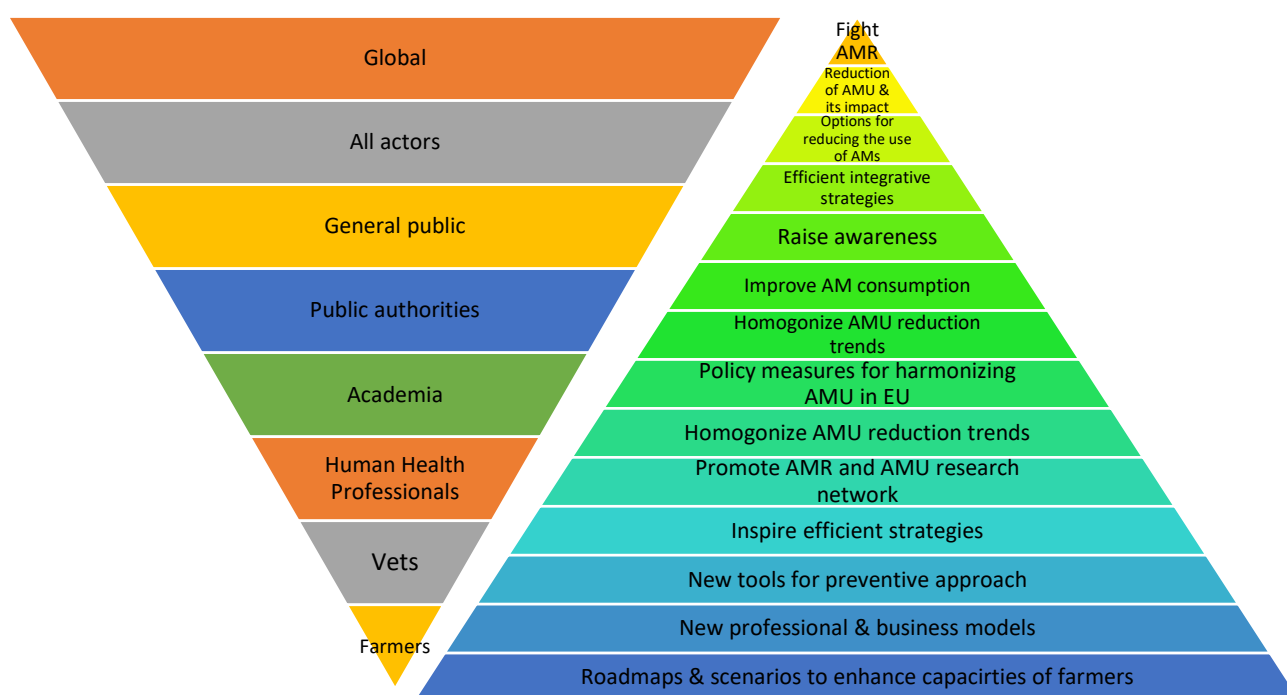 Global
All actors
General public
Public authorities
Academia
Human Health
Professionals
Vets
Farmers
Fight
AMR
Reduction
of AMU &
its impact
Options for
reducing the use
of AMs
Efficient integrative
strategies
Raise awareness
Improve AM consumption
Homogonize AMU reduction
trends
Policy measures for harmonizing
AMU in EU
Homogonize AMU reduction trends
Promote AMR and AMU research
network
Inspire efficient strategies
New tools for preventive approach
New professional & business models
Roadmaps & scenarios to enhance capacirties of farmers